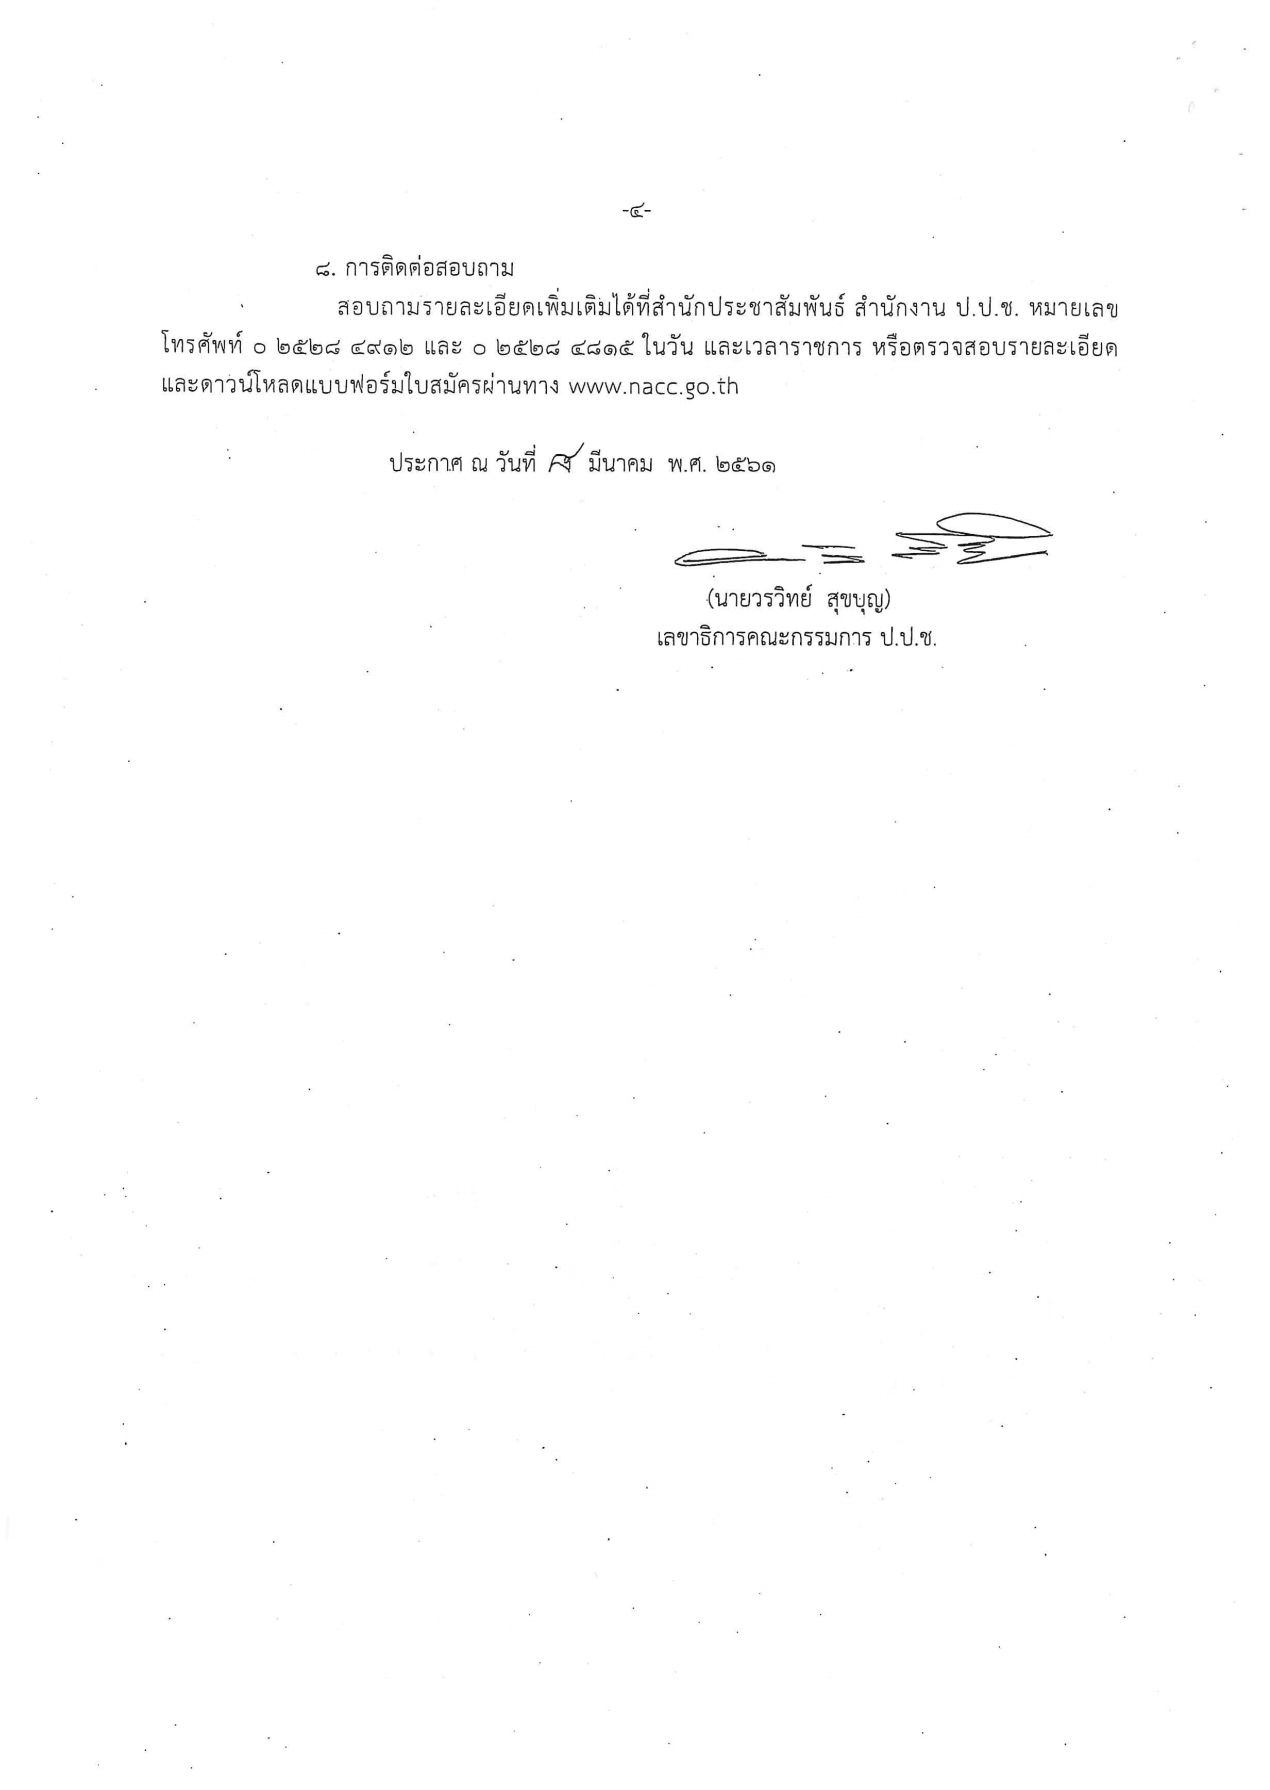 -๔-
๘. การติดต่อสอบถาม
สอบถามรายละเอียดเพิ่มเติมได้ที่สำนักประชาสัมพันธ์ สำนักงาน ป.ป.ช. หมายเลข
โทรศัพท์ ๐ ๒๕๒๘ ๔๙๑๒ และ ๐ ๒๕๒๘ ๔๘๑๕ ในวัน และเวลาราชการ หรือตรวจสอบรายละเอียด
และดาวน์โหลดแบบฟอร์มใบสมัครผ่านทาง www.nacc.go.th
ประกาศ ณ วันที่ มีนาคม พ.ศ. ๒๕๖๑
(นายวรวิทย์ สุขบุญ)
เลขาธิการคณะกรรมการ ป.ป.ช.